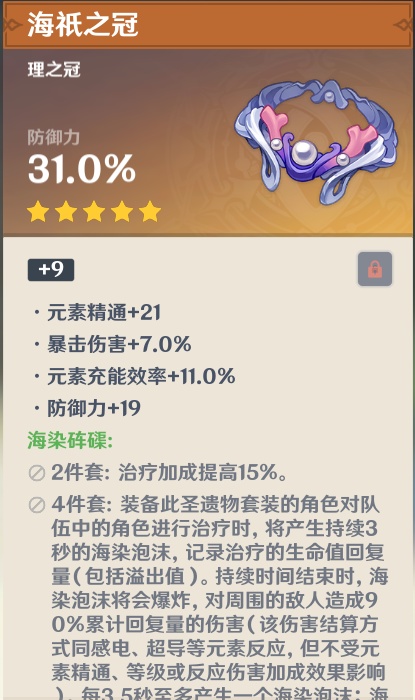 海祇之冠
理之冠
防御力
31.0%
+9
·元素精通+21
·暴击伤害+7.0%
·元素充能效率+11.0%
·防御力+19
海染砗磲:
2件套: 治疗加成提高15%。
4件套: 装备此圣遗物套装的角色对队
伍中的角色进行治疗时, 将产生持续3
秒的海染泡沫, 记录治疗的生命值回复
量(包括溢出值)。持续时间结束时, 海
染泡沫将会爆炸, 对周围的敌人造成9
0%累计回复量的伤害(该伤害结算方
式同感电、超导等元素反应, 但不受元
素精通、等级或反应伤害加成效果影响
)。每3.5秒至多产生一个海染泡沫; 海